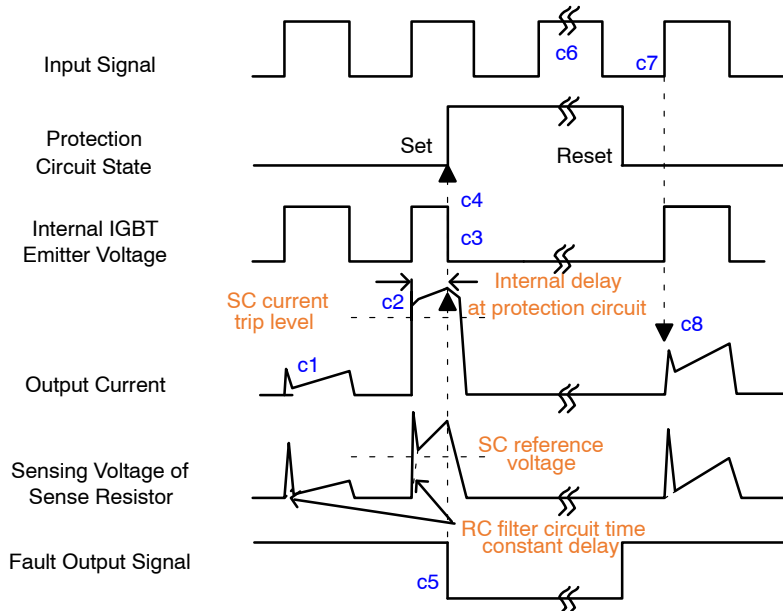 c6
c7
Input Signal
Protection
Circuit State
Set
Reset
c4
Internal IGBT
Emitter Voltage
c3
Internal delay
at protection circuit
SC current
trip level
c2
c8
c1
Output Current
SC reference
voltage
Sensing Voltage of
Sense Resistor
RC filter circuit time
constant delay
Fault Output Signal
c5